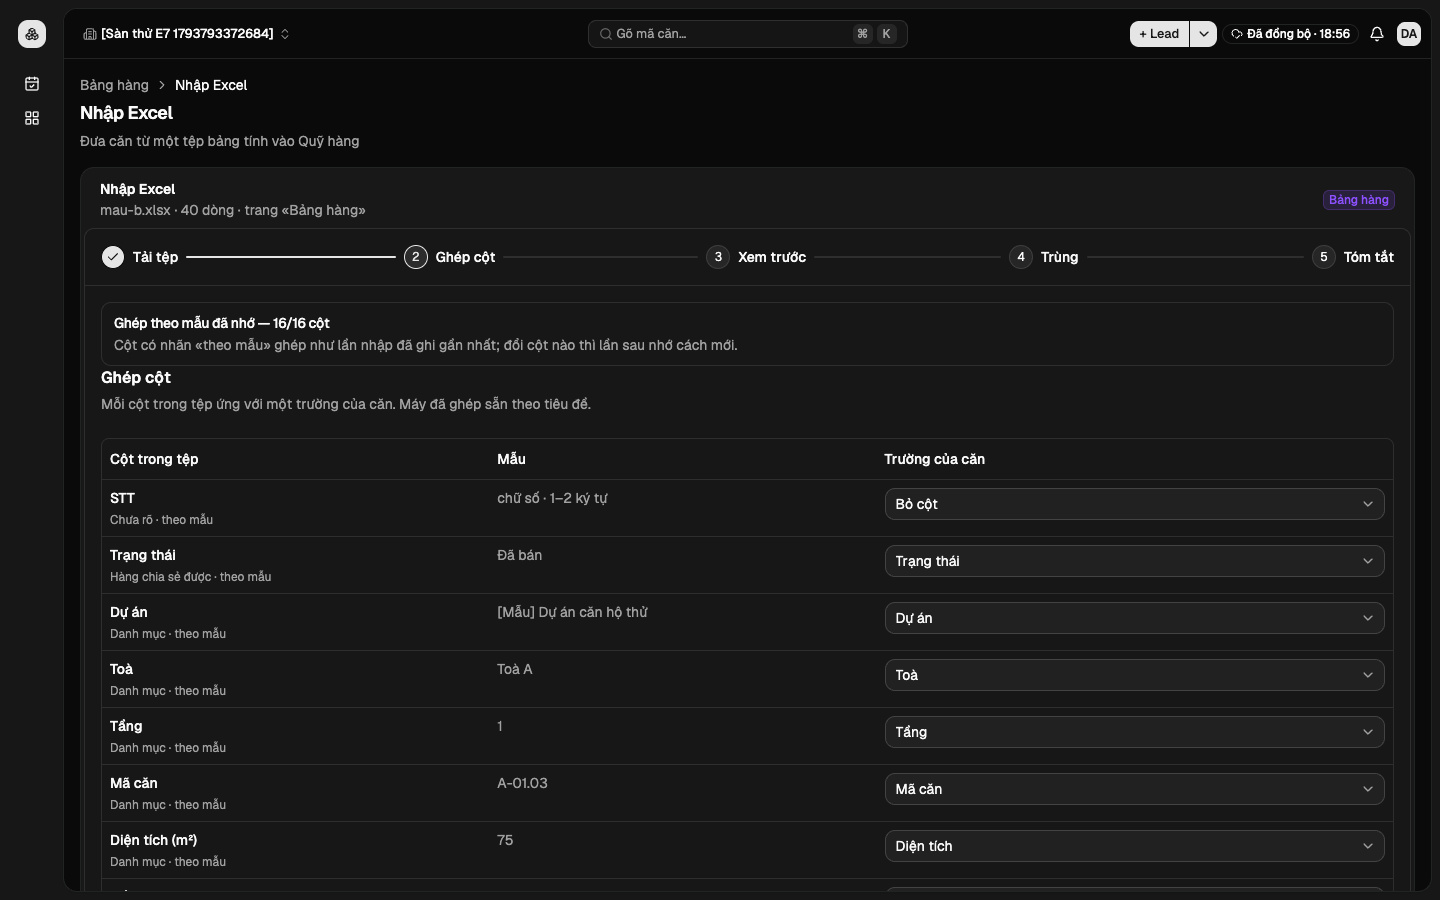 [Sàn thử E7 1793793372684]
Gõ mã căn...
⌘ K
+ Lead
Đã đồng bộ · 18:56
DA
Bảng hàng > Nhập Excel
Nhập Excel
Đưa căn từ một tệp bảng tính vào Quỹ hàng
Nhập Excel
mau-b.xlsx · 40 dòng · trang «Bảng hàng»
Bảng hàng
Tải tệp
2 Ghép cột
3 Xem trước
4 Trùng
5 Tóm tắt
Ghép theo mẫu đã nhớ — 16/16 cột
Cột có nhãn «theo mẫu» ghép như lần nhập đã ghi gần nhất; đổi cột nào thì lần sau nhớ cách mới.
Ghép cột
Mỗi cột trong tệp ứng với một trường của căn. Máy đã ghép sẵn theo tiêu đề.
Cột trong tệp Mẫu Trường của căn
STT chữ số · 1–2 ký tự Bỏ cột
Chưa rõ · theo mẫu
Trạng thái Đã bán Trạng thái
Hàng chia sẻ được · theo mẫu
Dự án [Mẫu] Dự án căn hộ thử Dự án
Danh mục · theo mẫu
Toà Toà A Toà
Danh mục · theo mẫu
Tầng 1 Tầng
Danh mục · theo mẫu
Mã căn A-01.03 Mã căn
Danh mục · theo mẫu
Diện tích (m²) 75 Diện tích
Danh mục · theo mẫu